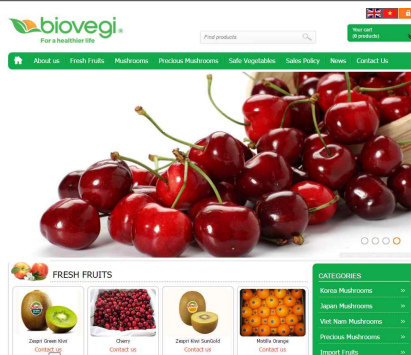 biovegi®
For a healthier life
Find products
Your cart
(0 products)
About us Fresh Fruits Mushrooms Precious Mushrooms Safe Vegetables Sales Policy News Contact Us
FRESH FRUITS
CATEGORIES
Korea Mushrooms »
Japan Mushrooms »
Viet Nam Mushrooms »
Precious Mushrooms »
Import Fruits »
Zespri Green Kiwi
Contact us
Cherry
Contact us
Zespri Kiwi SunGold
Contact us
Motilla Orange
Contact us